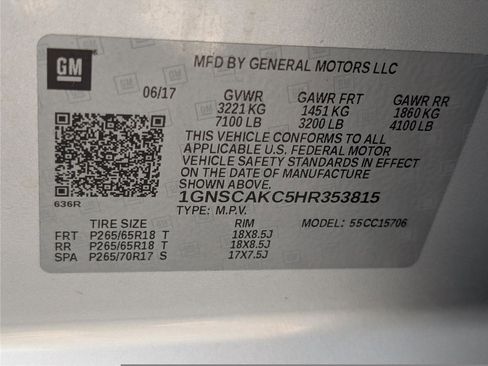 GM
MFD BY GENERAL MOTORS LLC
06/17 GVWR GAWR FRT GAWR RR
3221 KG 1451 KG 1860 KG
7100 LB 3200 LB 4100 LB
THIS VEHICLE CONFORMS TO ALL
APPLICABLE U.S. FEDERAL MOTOR
VEHICLE SAFETY STANDARDS IN EFFECT
ON THE DATE OF MANUFACTURE
SHOWN ABOVE.
1GNSCAKC5HR353815
636R TYPE: M.P.V.
TIRE SIZE RIM MODEL: 55CC15706
FRT P265/65R18 T 18X8.5J
RR P265/65R18 T 18X8.5J
SPA P265/70R17 S 17X7.5J